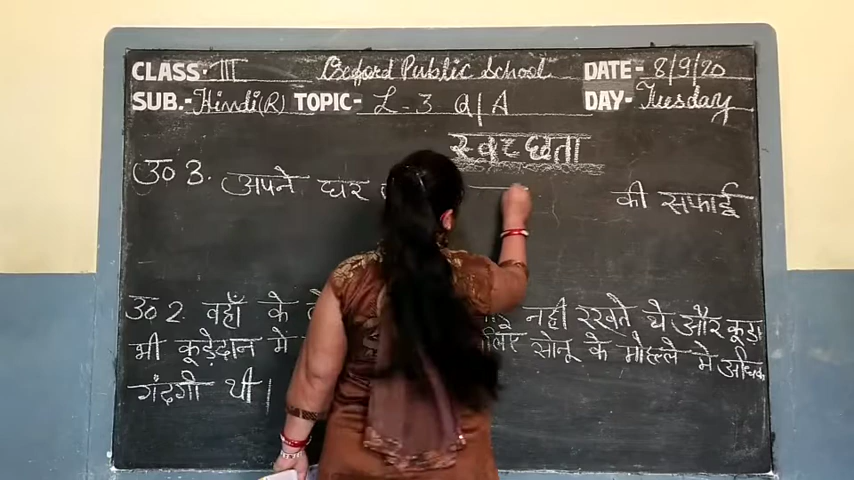 CLASS:- III Oxford Public School DATE:- 8/9/20
SUB.- Hindi(R) TOPIC:- L-3 Q/A DAY:- Tuesday
स्वच्छता
उ० 3. अपने घर की सफाई
उ० 2. वहाँ के नही रखते थे और कूड़ा
भी कूड़ेदान मे सोनू के मोहल्ले मे अधिक
गंदगी थी।